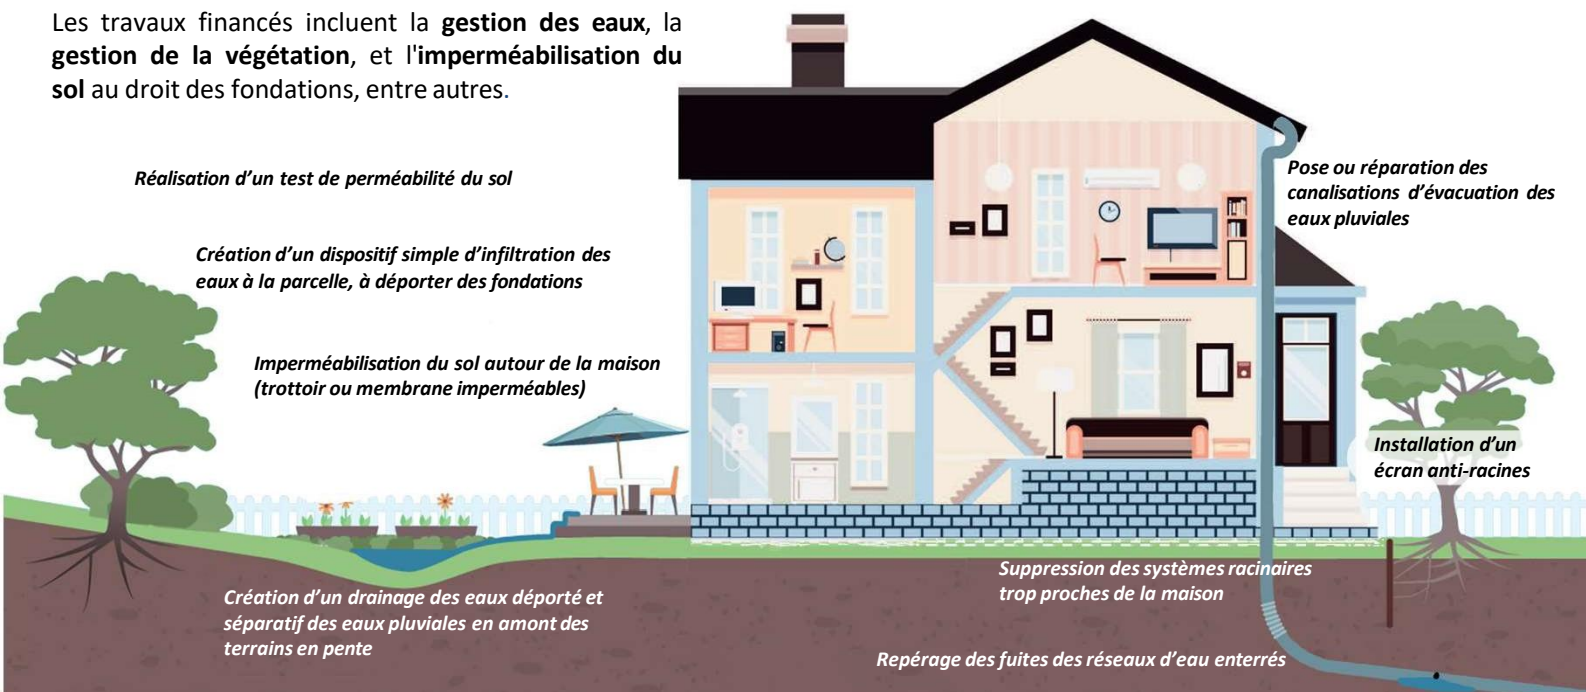 Les travaux financés incluent la gestion des eaux, la
gestion de la végétation, et l'imperméabilisation du
sol au droit des fondations, entre autres.
Réalisation d’un test de perméabilité du sol
Pose ou réparation des
canalisations d’évacuation des
eaux pluviales
Création d’un dispositif simple d’infiltration des
eaux à la parcelle, à déporter des fondations
Imperméabilisation du sol autour de la maison
(trottoir ou membrane imperméables)
Installation d’un
écran anti-racines
Suppression des systèmes racinaires
trop proches de la maison
Création d’un drainage des eaux déporté et
séparatif des eaux pluviales en amont des
terrains en pente
Repérage des fuites des réseaux d’eau enterrés